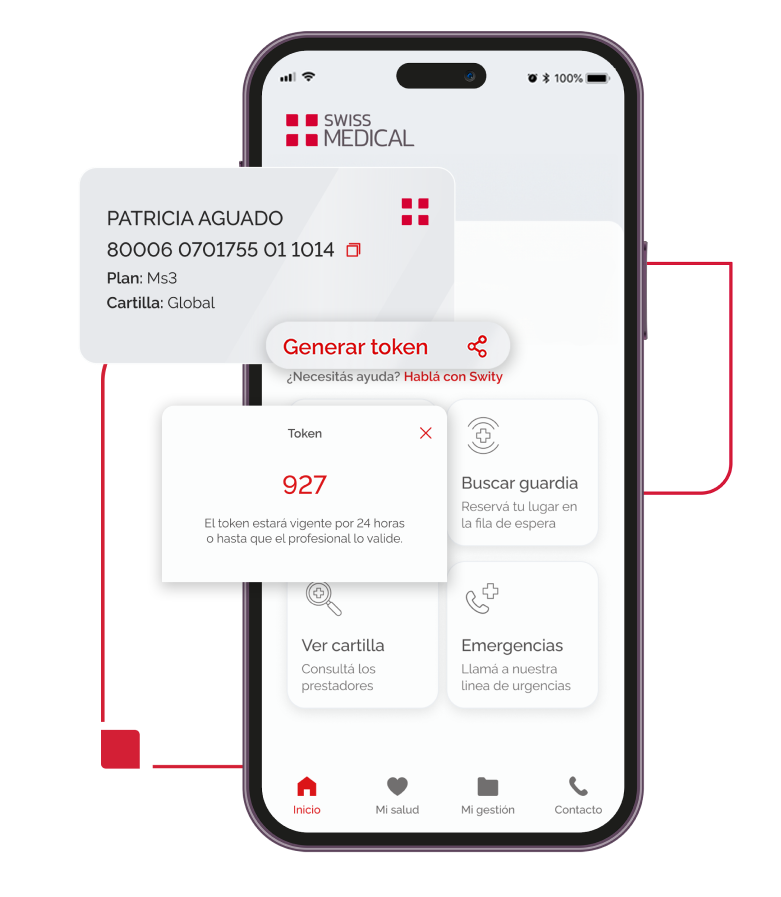 100%
SWISS
MEDICAL
PATRICIA AGUADO
80006 0701755 01 1014
Plan: Ms3
Cartilla: Global
Generar token
¿Necesitás ayuda? Hablá con Swity
Token
927
El token estará vigente por 24 horas
o hasta que el profesional lo valide.
Buscar guardia
Reservá tu lugar en
la fila de espera
Ver cartilla
Consultá los
prestadores
Emergencias
Llamá a nuestra
linea de urgencias
Inicio
Mi salud
Mi gestión
Contacto